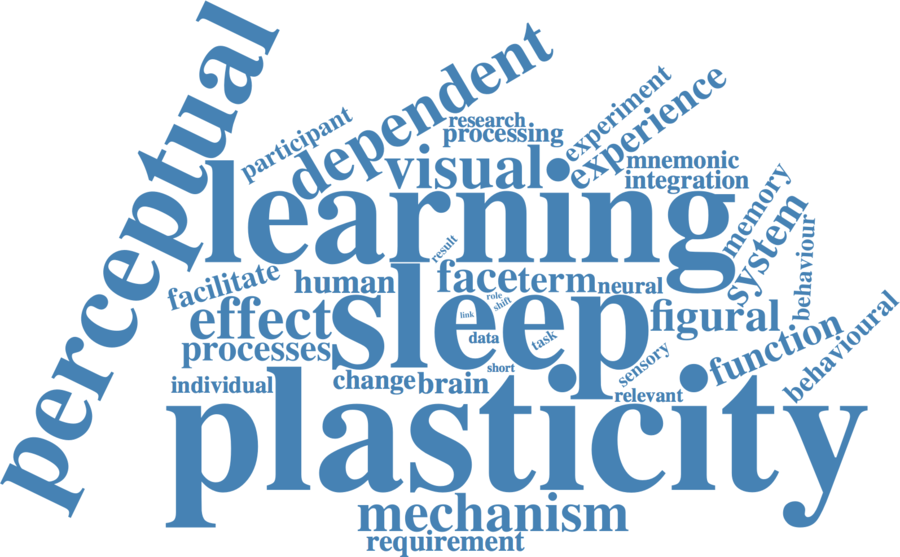 perceptual
dependent
participant
research
processing
experiment
experience
visual
mnemonic
integration
learning
memory
system
behaviour
result
facilitate
human
face
term
neural
sleep
role
shift
link
data
task
effect
figural
processes
function
behavioural
short
sensory
individual
change
brain
relevant
plasticity
mechanism
requirement